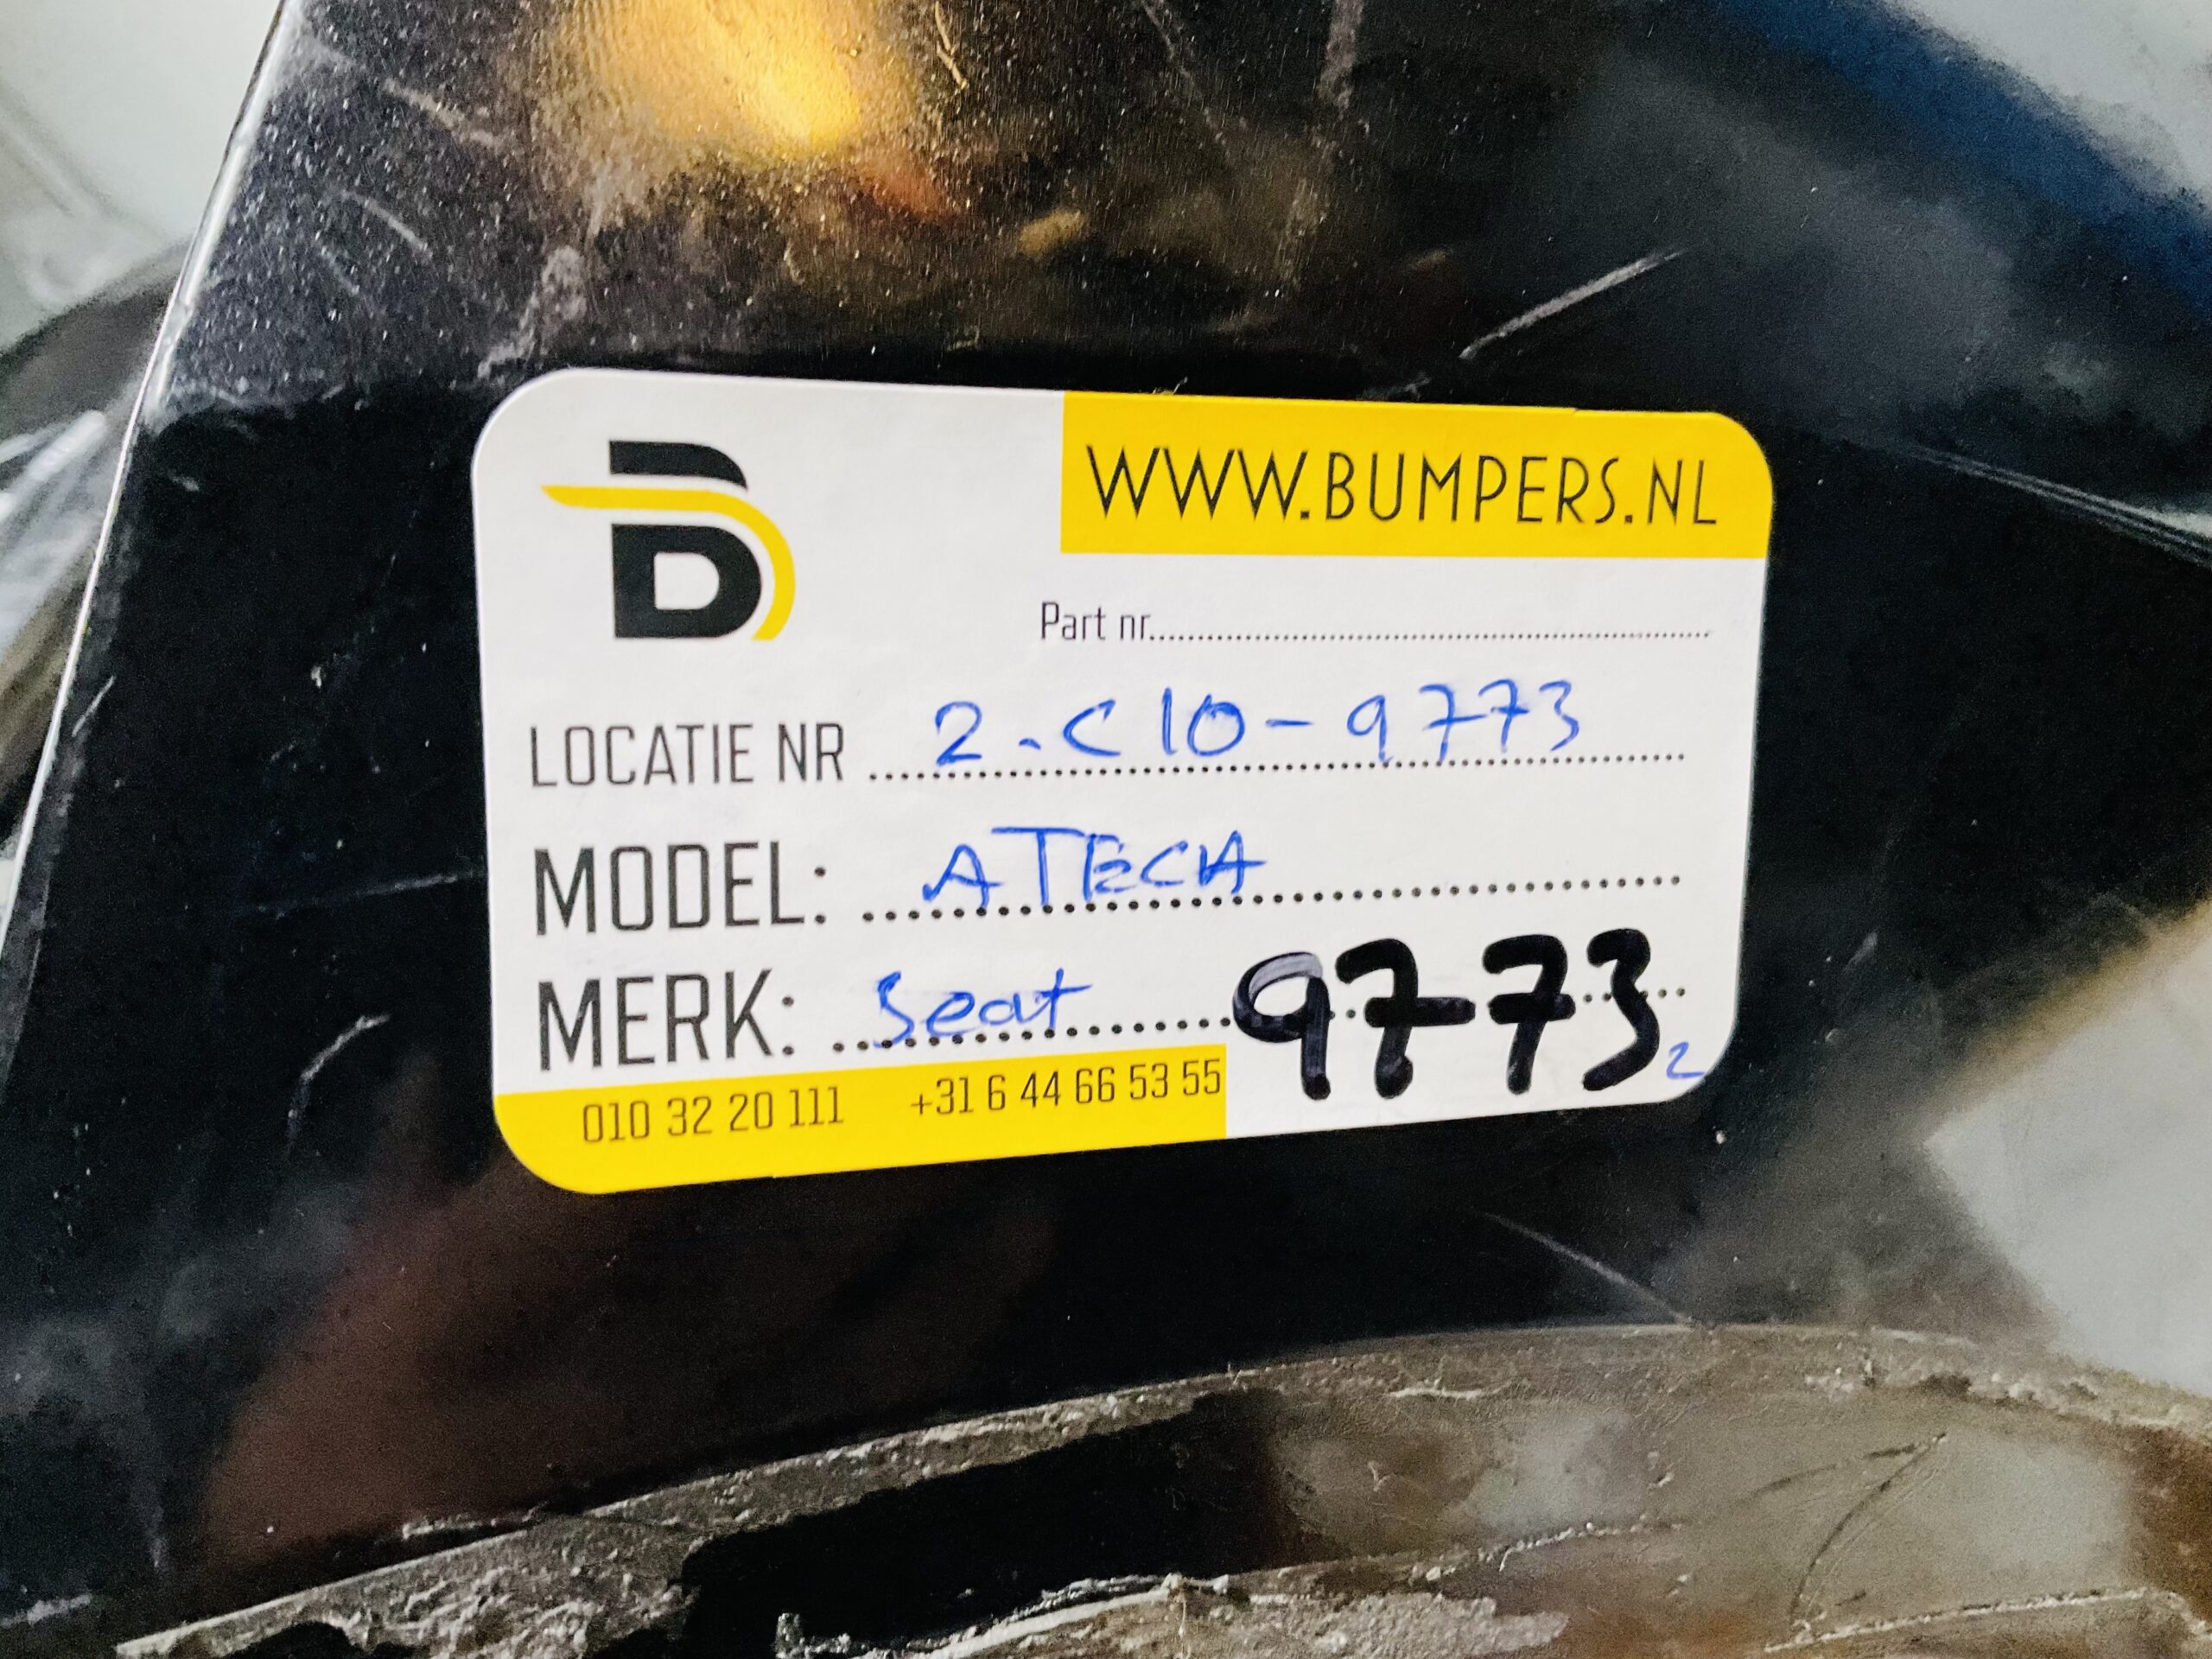 B
WWW.BUMPERS.NL
Part nr.
LOCATIE NR 2-C10-9773
MODEL: ATECA
MERK: Seat 9773 2
010 32 20 111 +31 6 44 66 53 55